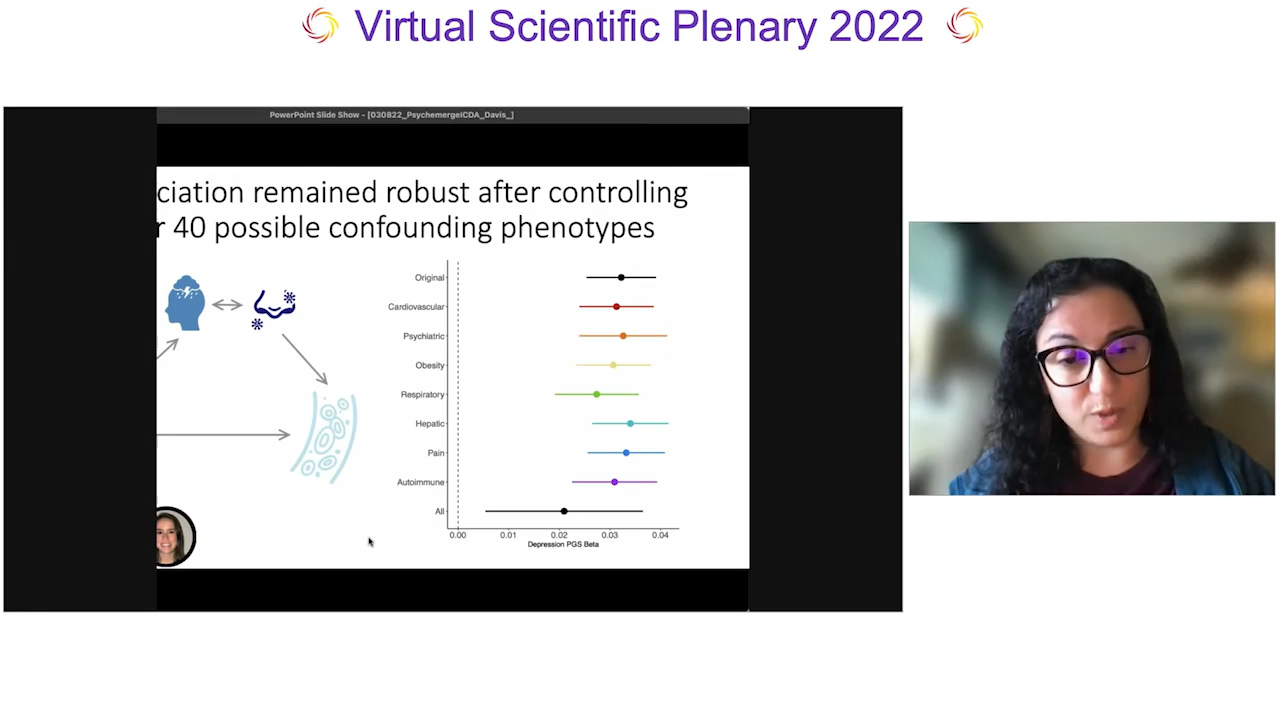 Virtual Scientific Plenary 2022
PowerPoint Slide Show - [030822_PsychemergeICDA_Davis_]
ciation remained robust after controlling
r 40 possible confounding phenotypes
Original
Cardiovascular
Psychiatric
Obesity
Respiratory
Hepatic
Pain
Autoimmune
All
0.00 0.01 0.02 0.03 0.04
Depression PGS Beta